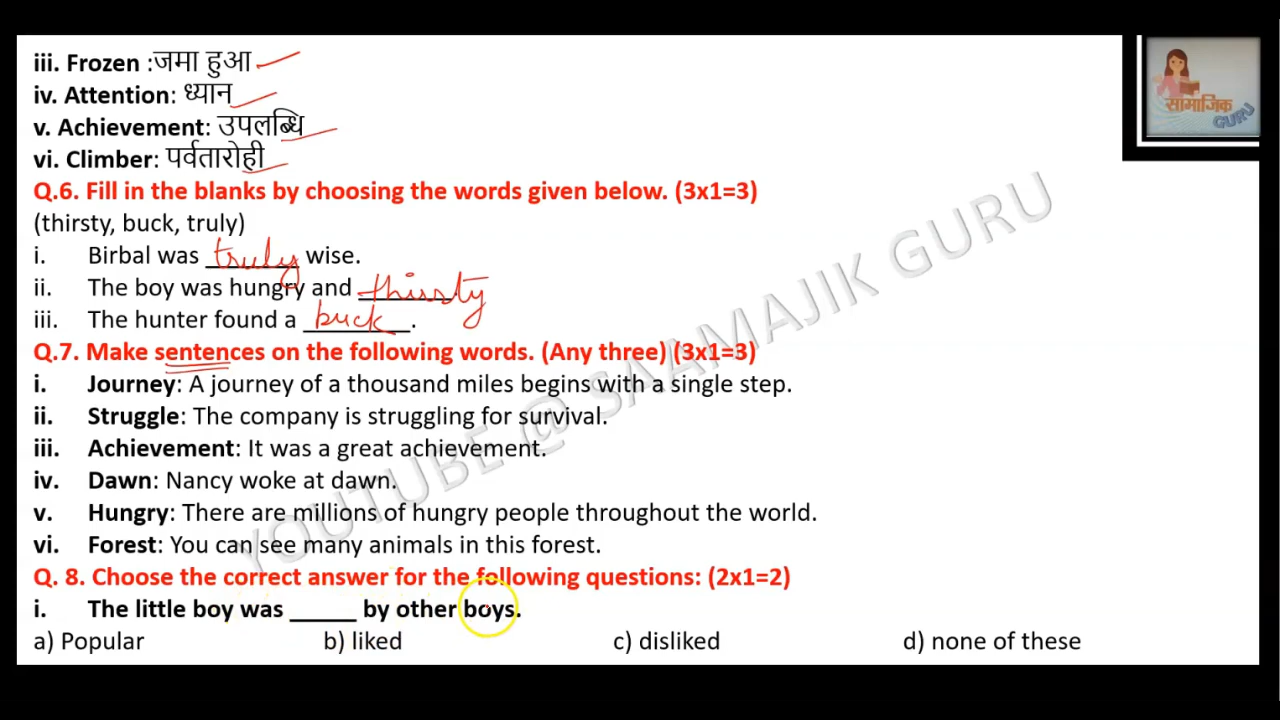 iii. Frozen :जमा हुआ
iv. Attention: ध्यान
v. Achievement: उपलब्धि
vi. Climber: पर्वतारोही
सामाजिक
GURU
Q.6. Fill in the blanks by choosing the words given below. (3x1=3)
(thirsty, buck, truly)
i. Birbal was truly wise.
ii. The boy was hungry and thirsty.
iii. The hunter found a buck.
Q.7. Make sentences on the following words. (Any three) (3x1=3)
i. Journey: A journey of a thousand miles begins with a single step.
ii. Struggle: The company is struggling for survival.
iii. Achievement: It was a great achievement.
iv. Dawn: Nancy woke at dawn.
v. Hungry: There are millions of hungry people throughout the world.
vi. Forest: You can see many animals in this forest.
Q. 8. Choose the correct answer for the following questions: (2x1=2)
i. The little boy was _____ by other boys.
a) Popular b) liked c) disliked d) none of these
YOUTUBE @ SAAMAJIK GURU